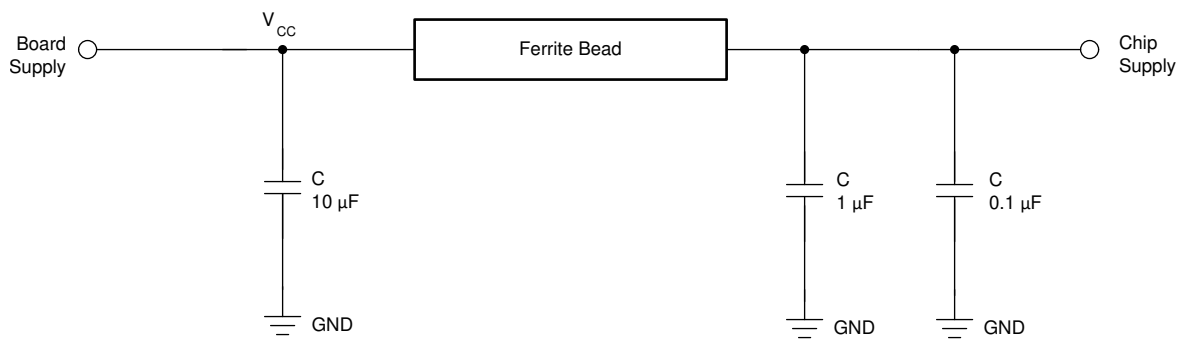 V CC
Board
Supply
Ferrite Bead
Chip
Supply
C
10 µF
C
1 µF
C
0.1 µF
GND
GND
GND